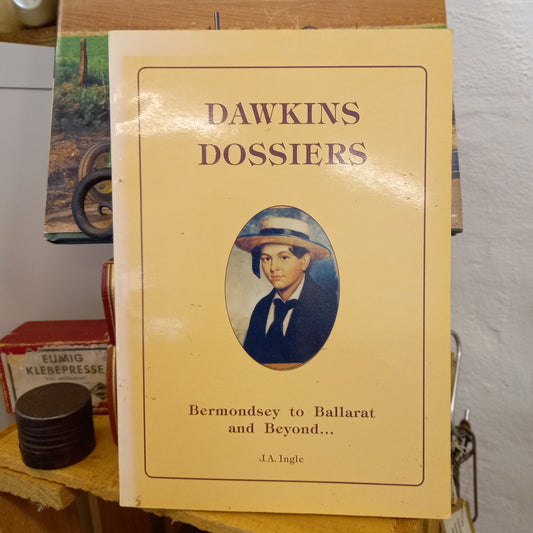 DAWKINS
DOSSIERS
Bermondsey to Ballarat
and Beyond...
J.A. Ingle
EUMIG
KLEBEPRESSE